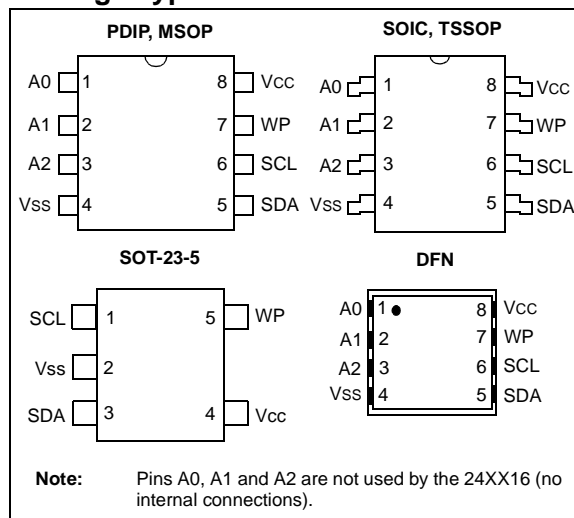 PDIP, MSOP
A0 1 8 VCC
A1 2 7 WP
A2 3 6 SCL
VSS 4 5 SDA
SOIC, TSSOP
A0 1 8 VCC
A1 2 7 WP
A2 3 6 SCL
VSS 4 5 SDA
SOT-23-5
SCL 1 5 WP
Vss 2
SDA 3 4 Vcc
DFN
A0 1 8 VCC
A1 2 7 WP
A2 3 6 SCL
VSS 4 5 SDA
Note: Pins A0, A1 and A2 are not used by the 24XX16 (no
internal connections).